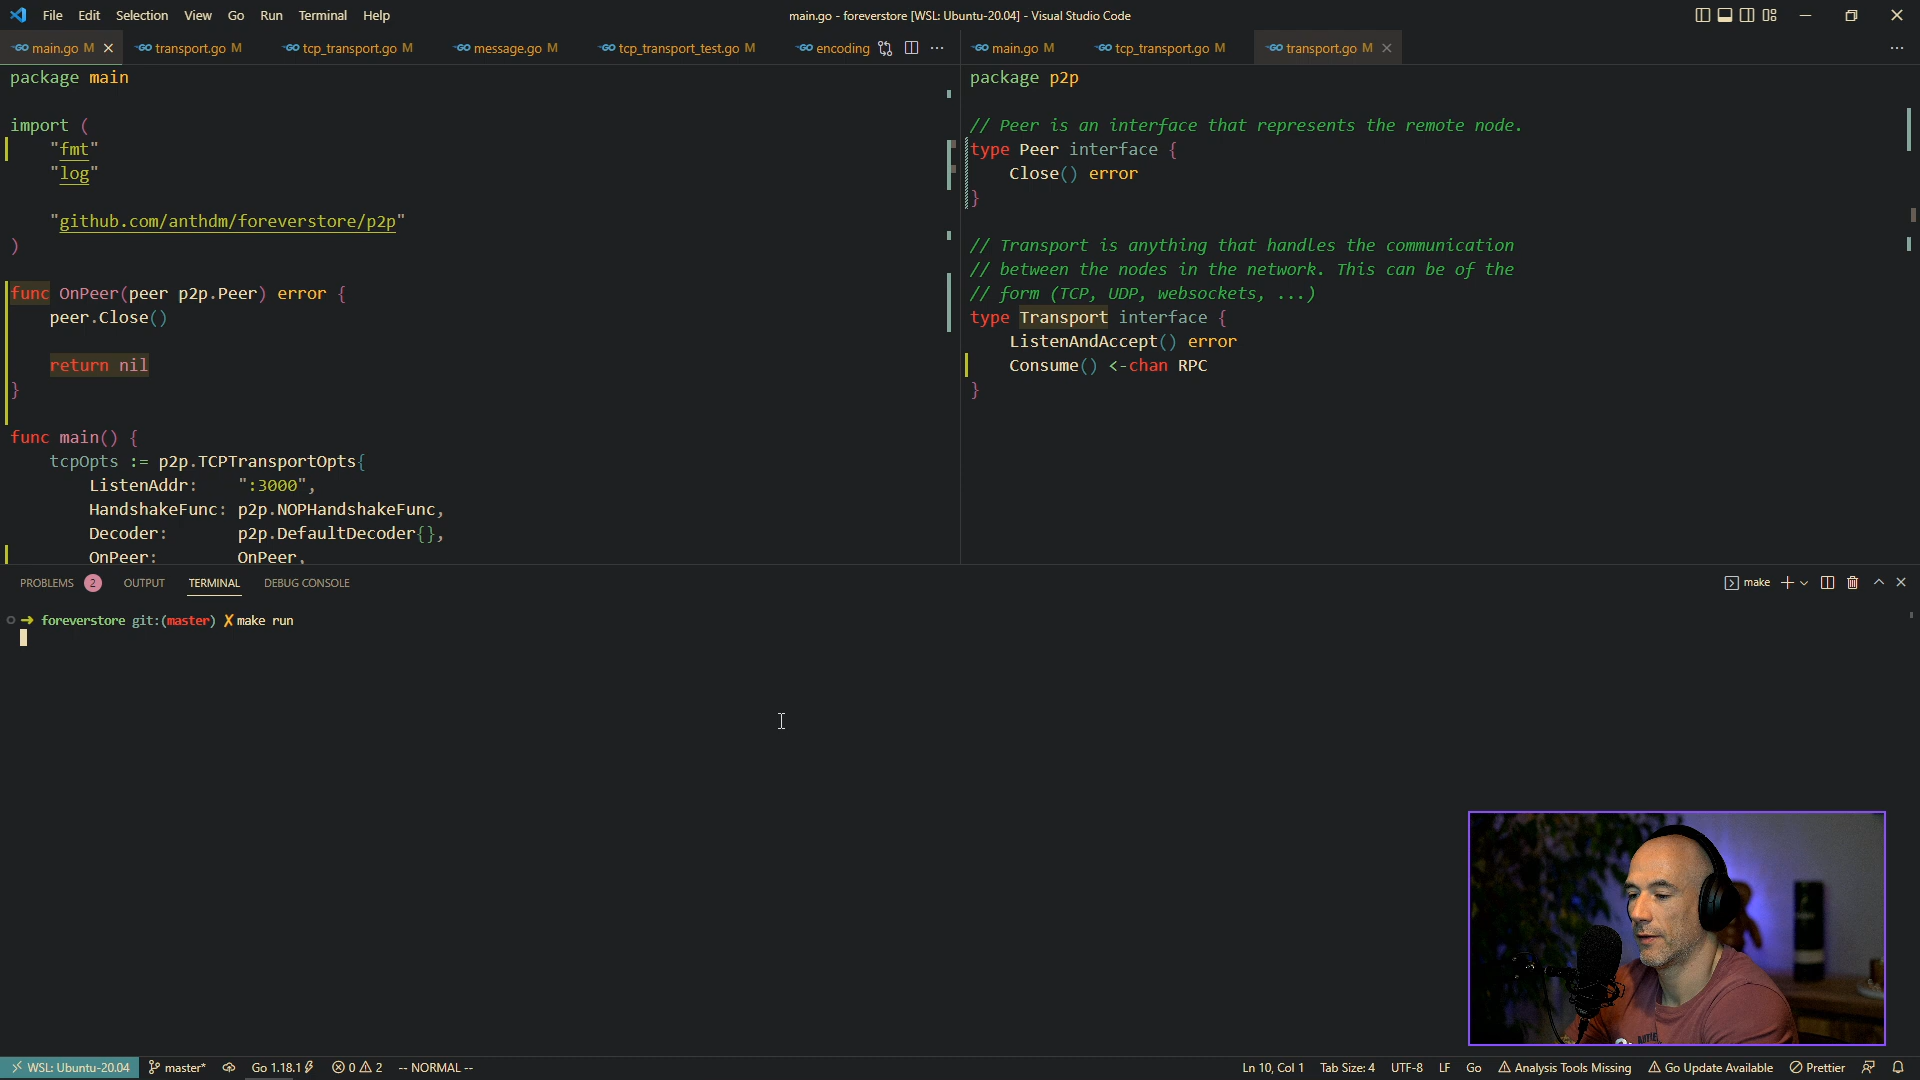 File Edit Selection View Go Run Terminal Help
main.go - foreverstore [WSL: Ubuntu-20.04] - Visual Studio Code
main.go M
transport.go M
tcp_transport.go M
message.go M
tcp_transport_test.go M
encoding
main.go M
tcp_transport.go M
transport.go M
package main
import (
"fmt"
"log"
"github.com/anthdm/foreverstore/p2p"
)
func OnPeer(peer p2p.Peer) error {
peer.Close()
return nil
}
func main() {
tcpOpts := p2p.TCPTransportOpts{
ListenAddr: ":3000",
HandshakeFunc: p2p.NOPHandshakeFunc,
Decoder: p2p.DefaultDecoder{},
OnPeer: OnPeer,
package p2p
// Peer is an interface that represents the remote node.
type Peer interface {
Close() error
}
// Transport is anything that handles the communication
// between the nodes in the network. This can be of the
// form (TCP, UDP, websockets, ...)
type Transport interface {
ListenAndAccept() error
Consume() <-chan RPC
}
PROBLEMS 2 OUTPUT TERMINAL DEBUG CONSOLE
make
➜ foreverstore git:(master) ✗ make run
WSL: Ubuntu-20.04 master* Go 1.18.1 0 2 -- NORMAL --
Ln 10, Col 1 Tab Size: 4 UTF-8 LF Go Analysis Tools Missing Go Update Available Prettier